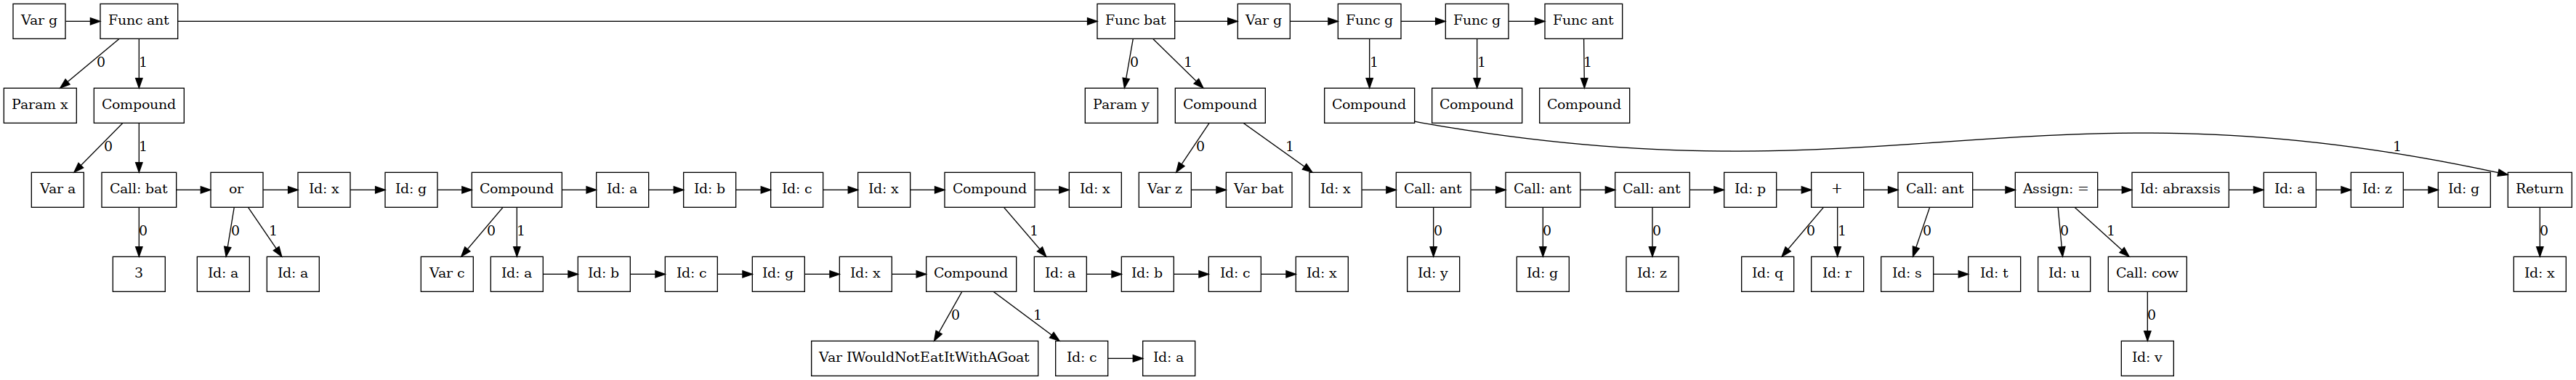 Var g
Func ant
Func bat
Var g
Func g
Func g
Func ant
0
1
0
1
1
1
1
Param x
Compound
Param y
Compound
Compound
Compound
Compound
0
1
0
1
1
Var a
Call: bat
or
Id: x
Id: g
Compound
Id: a
Id: b
Id: c
Id: x
Compound
Id: x
Var z
Var bat
Id: x
Call: ant
Call: ant
Call: ant
Id: p
+
Call: ant
Assign: =
Id: abraxsis
Id: a
Id: z
Id: g
Return
0
0
1
0
1
1
0
0
0
0
1
0
0
1
0
3
Id: a
Id: a
Var c
Id: a
Id: b
Id: c
Id: g
Id: x
Compound
Id: a
Id: b
Id: c
Id: x
Id: y
Id: g
Id: z
Id: q
Id: r
Id: s
Id: t
Id: u
Call: cow
Id: x
0
1
0
Var IWouldNotEatItWithAGoat
Id: c
Id: a
Id: v